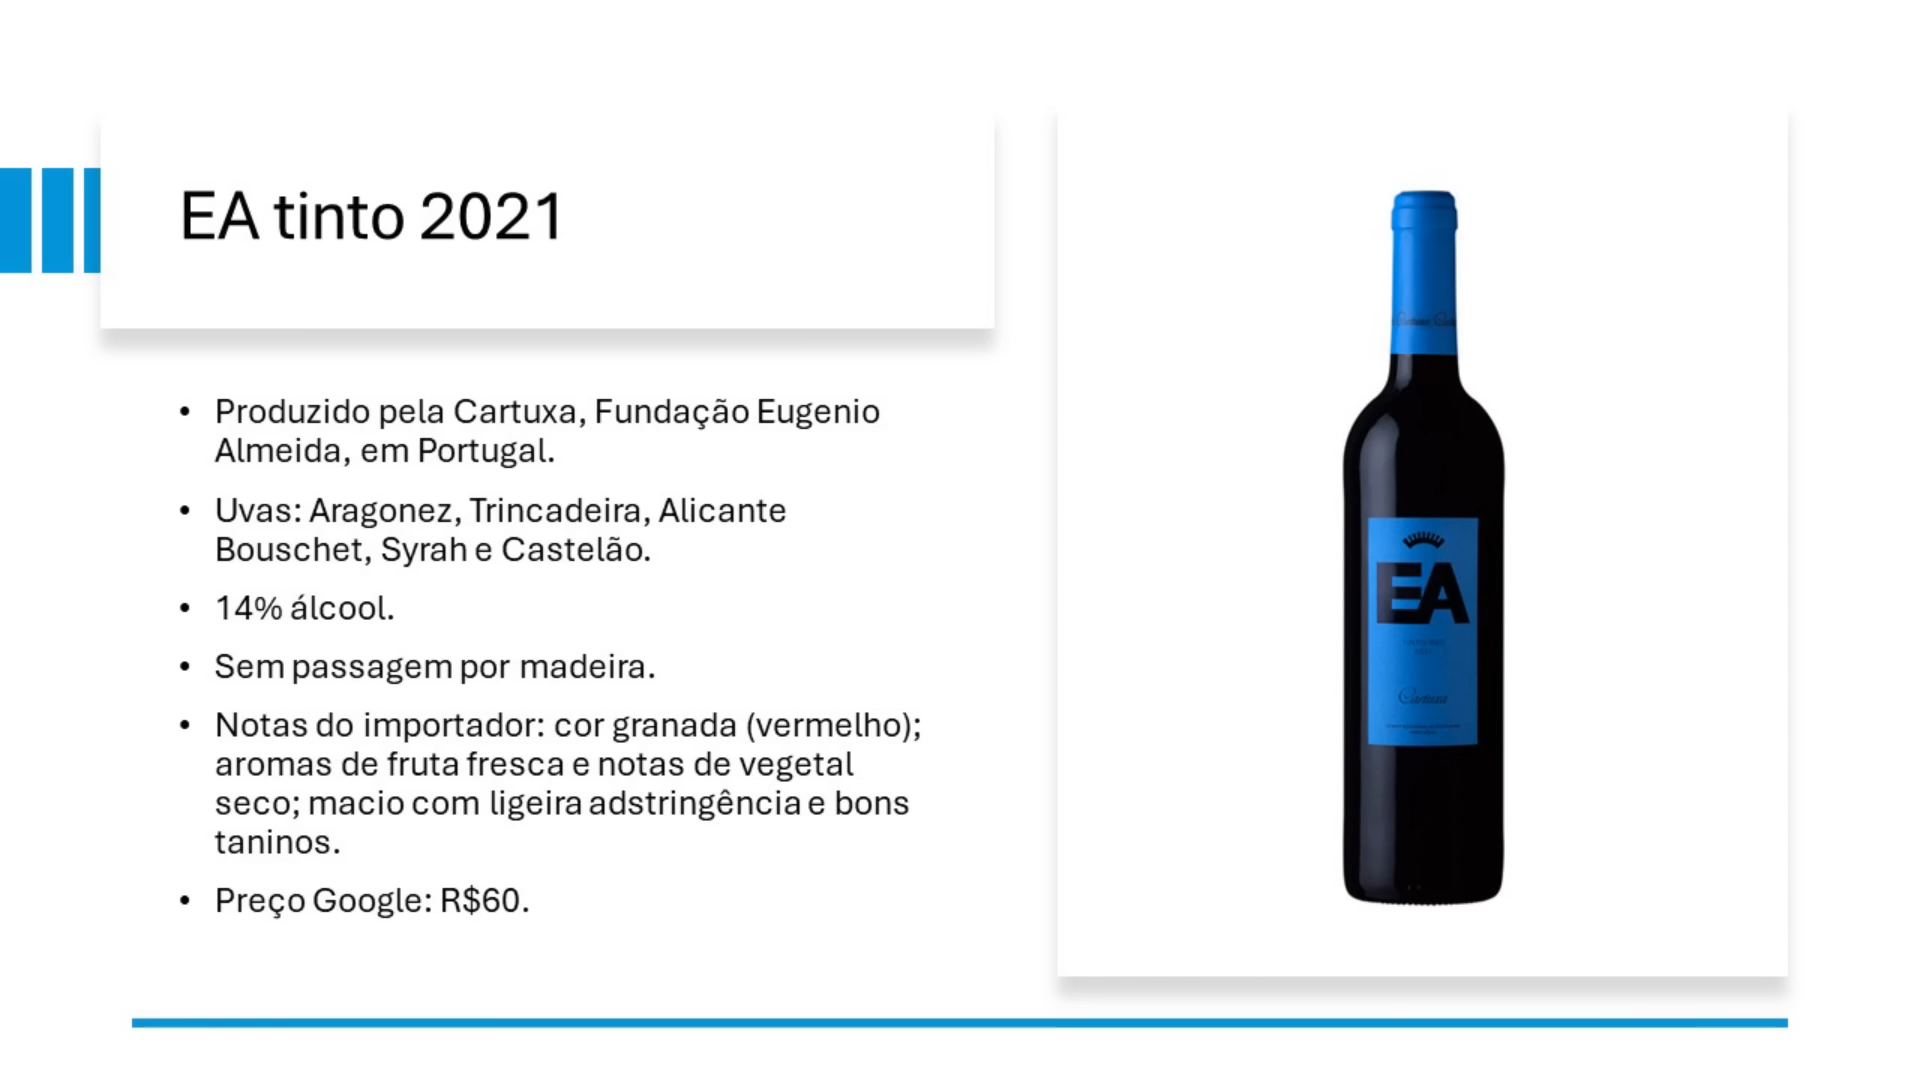 EA tinto 2021
• Produzido pela Cartuxa, Fundação Eugenio
Almeida, em Portugal.
• Uvas: Aragonez, Trincadeira, Alicante
Bouschet, Syrah e Castelão.
• 14% álcool.
• Sem passagem por madeira.
• Notas do importador: cor granada (vermelho);
aromas de fruta fresca e notas de vegetal
seco; macio com ligeira adstringência e bons
taninos.
• Preço Google: R$60.
EA
Cartuxa